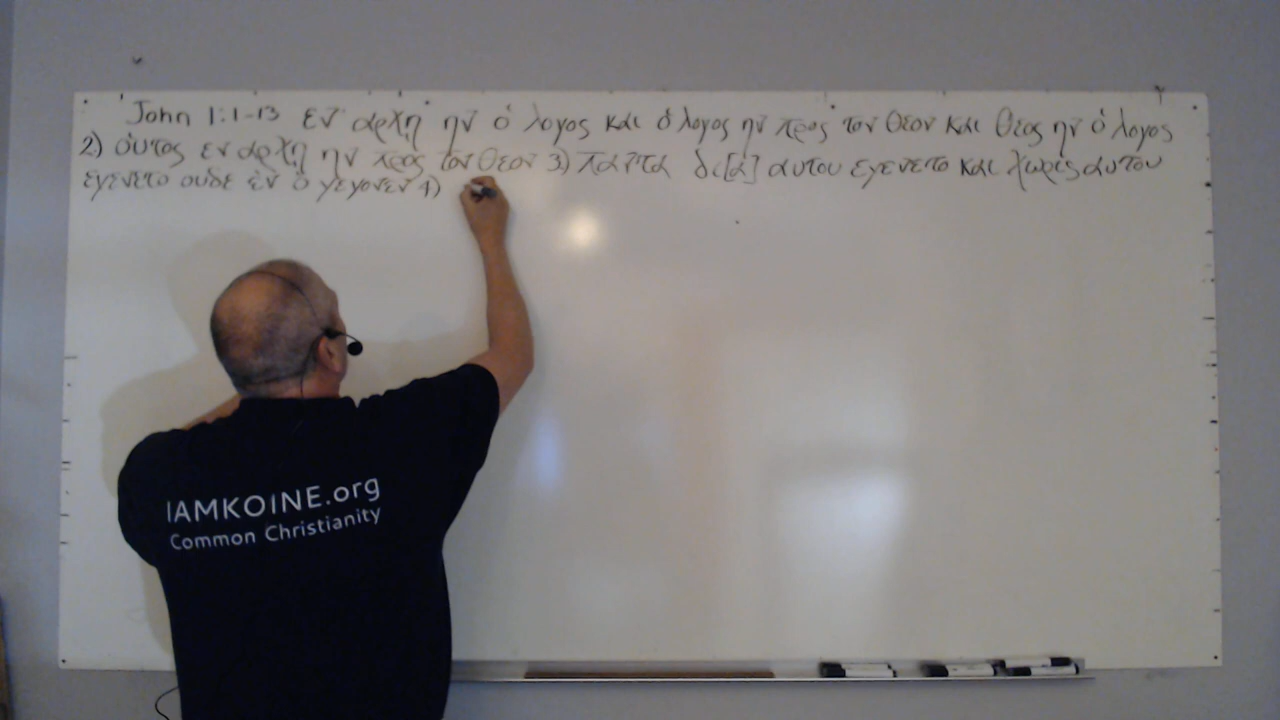 John 1:1-13 εν αρχη ην ὁ λογος και ὁ λογος ην προς τον θεον και θεος ην ὁ λογος
2) οὑτος εν αρχη ην προς τον θεον 3) παντα δι[α] αυτου εγενετο και χωρις αυτου
εγενετο ουδε ἑν ὁ γεγονεν 4)
IAMKOINE.org
Common Christianity